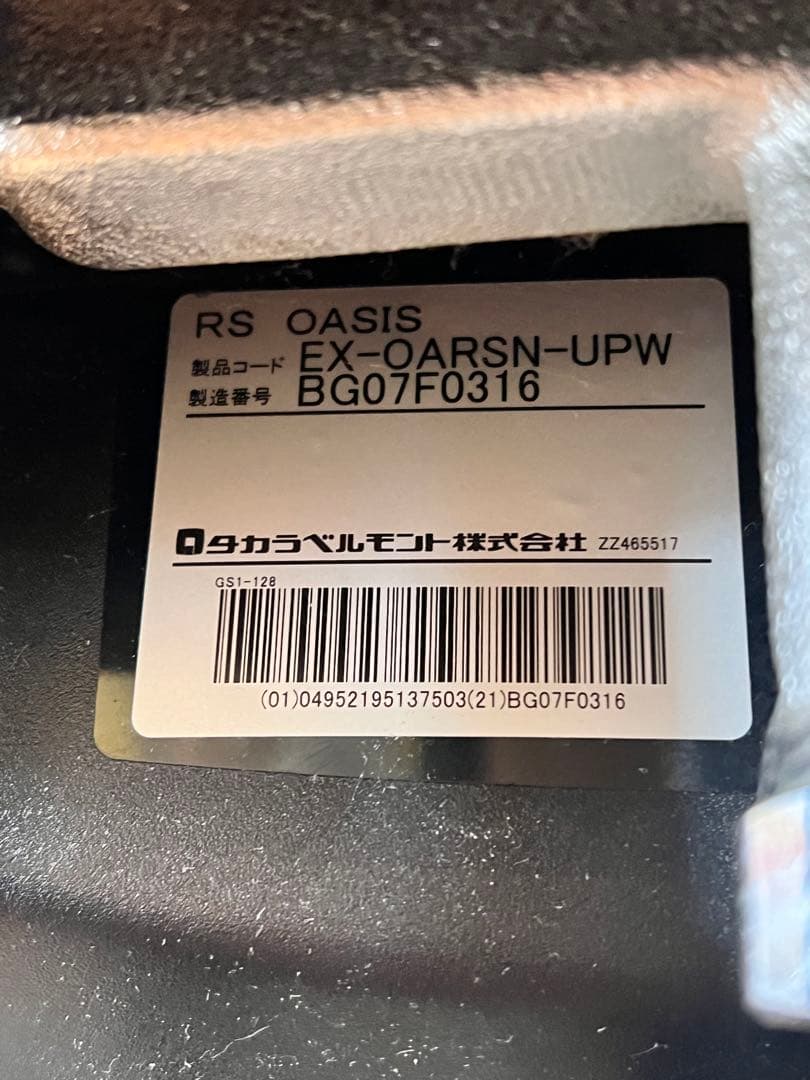 RS OASIS
製品コード EX-OARSN-UPW
製造番号 BG07F0316
タカラベルモント株式会社 ZZ465517
GS1-128
(01)04952195137503(21)BG07F0316